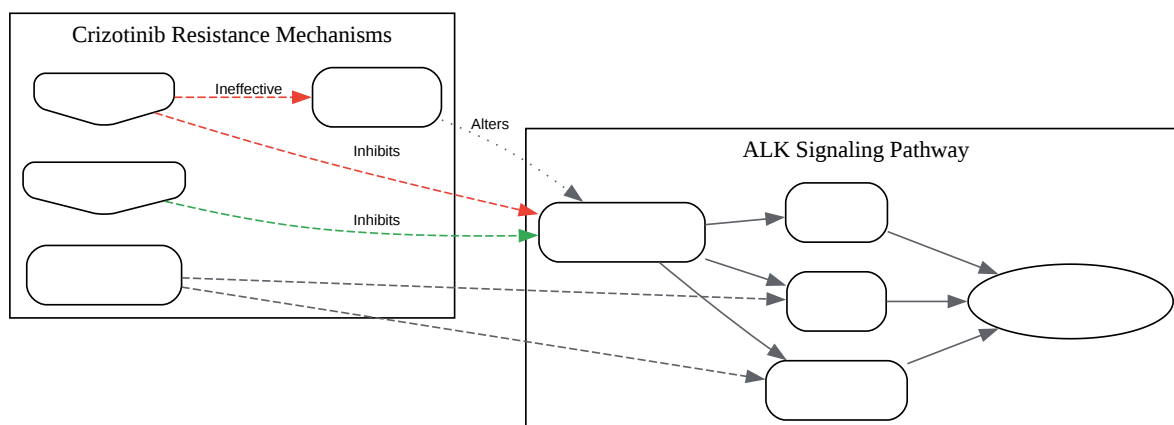 Crizotinib Resistance Mechanisms
Ineffective
Alters
Inhibits
ALK Signaling Pathway
Inhibits